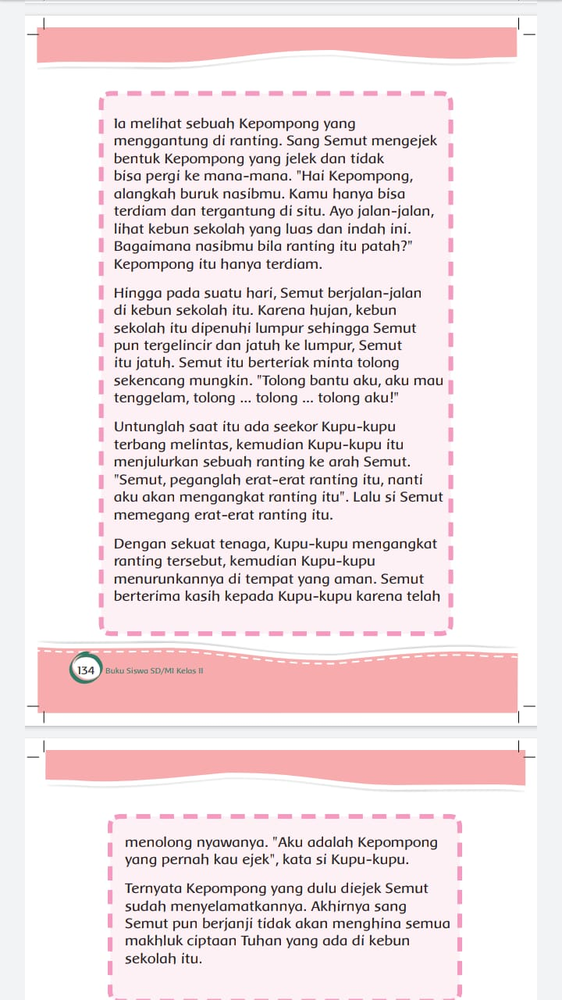 Ia melihat sebuah Kepompong yang
menggantung di ranting. Sang Semut mengejek
bentuk Kepompong yang jelek dan tidak
bisa pergi ke mana-mana. "Hai Kepompong,
alangkah buruk nasibmu. Kamu hanya bisa
terdiam dan tergantung di situ. Ayo jalan-jalan,
lihat kebun sekolah yang luas dan indah ini.
Bagaimana nasibmu bila ranting itu patah?"
Kepompong itu hanya terdiam.
Hingga pada suatu hari, Semut berjalan-jalan
di kebun sekolah itu. Karena hujan, kebun
sekolah itu dipenuhi lumpur sehingga Semut
pun tergelincir dan jatuh ke lumpur, Semut
itu jatuh. Semut itu berteriak minta tolong
sekencang mungkin. "Tolong bantu aku, aku mau
tenggelam, tolong ... tolong ... tolong aku!"
Untunglah saat itu ada seekor Kupu-kupu
terbang melintas, kemudian Kupu-kupu itu
menjulurkan sebuah ranting ke arah Semut.
"Semut, peganglah erat-erat ranting itu, nanti
aku akan mengangkat ranting itu". Lalu si Semut
memegang erat-erat ranting itu.
Dengan sekuat tenaga, Kupu-kupu mengangkat
ranting tersebut, kemudian Kupu-kupu
menurunkannya di tempat yang aman. Semut
berterima kasih kepada Kupu-kupu karena telah
134 Buku Siswa SD/MI Kelas II
menolong nyawanya. "Aku adalah Kepompong
yang pernah kau ejek", kata si Kupu-kupu.
Ternyata Kepompong yang dulu diejek Semut
sudah menyelamatkannya. Akhirnya sang
Semut pun berjanji tidak akan menghina semua
makhluk ciptaan Tuhan yang ada di kebun
sekolah itu.